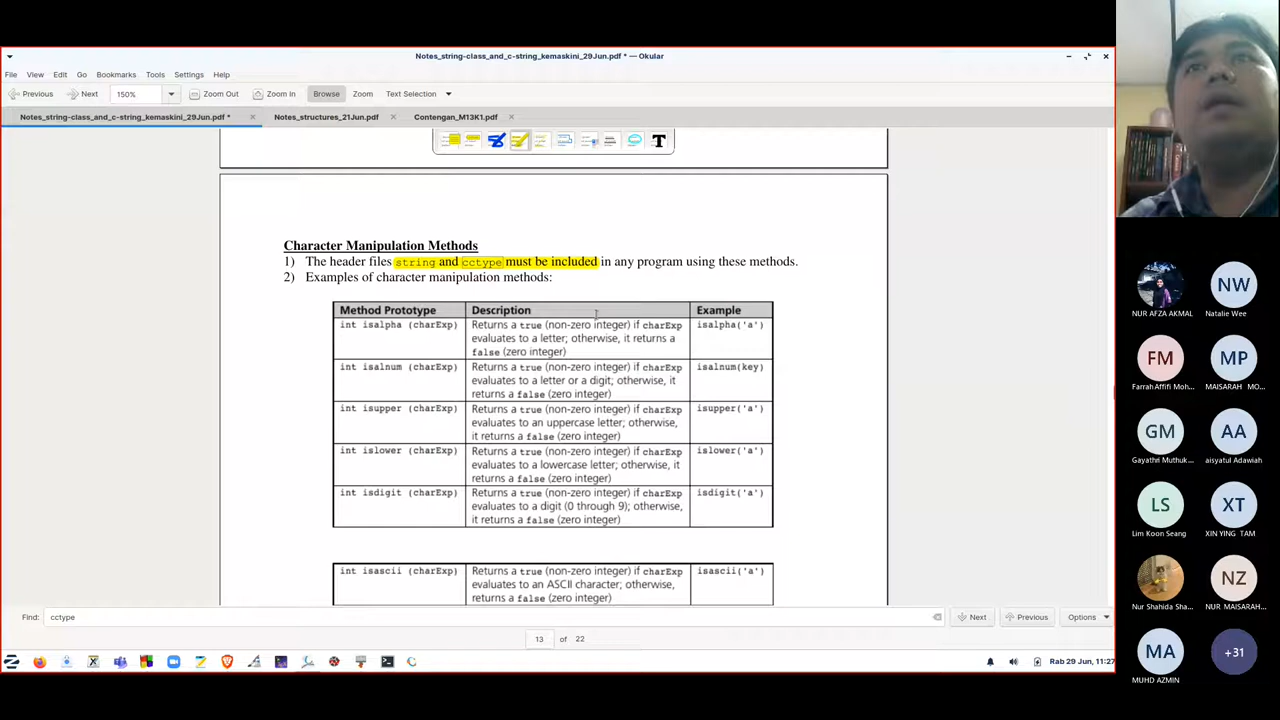 Notes_string-class_and_c-string_kemaskini_29Jun.pdf * — Okular
File View Edit Bookmarks Tools Settings Help
Previous Next 150% Zoom Out Zoom In Browse Zoom Text Selection
Notes_string-class_and_c-string_kemaskini_29Jun.pdf * Notes_structures_21Jun.pdf Contengan_M13K1.pdf
T
Character Manipulation Methods
1) The header files string and cctype must be included in any program using these methods.
2) Examples of character manipulation methods:
Method Prototype Description Example
int isalpha (charExp) Returns a true (non-zero integer) if charExp isalpha('a')
evaluates to a letter; otherwise, it returns a
false (zero integer)
int isalnum (charExp) Returns a true (non-zero integer) if charExp isalnum(key)
evaluates to a letter or a digit; otherwise, it
returns a false (zero integer)
int isupper (charExp) Returns a true (non-zero integer) if charExp isupper('a')
evaluates to an uppercase letter; otherwise,
it returns a false (zero integer)
int islower (charExp) Returns a true (non-zero integer) if charExp islower('a')
evaluates to a lowercase letter; otherwise, it
returns a false (zero integer)
int isdigit (charExp) Returns a true (non-zero integer) if charExp isdigit('a')
evaluates to a digit (0 through 9); otherwise,
it returns a false (zero integer)
int isascii (charExp) Returns a true (non-zero integer) if charExp isascii('a')
evaluates to an ASCII character; otherwise,
returns a false (zero integer)
Find: cctype Next Previous Options
13 of 22
Rab 29 Jun, 11:27
NW
NUR AFZA AKMAL Natalie Wee
FM MP
Farrah Affifi Moh... MAISARAH MO...
GM AA
Gayathri Muthuk... aisyatul Adawiah
LS XT
Lim Koon Seang XIN YING TAM
NZ
Nur Shahida Sha... NUR MAISARAH...
MA +31
MUHD AZMIN